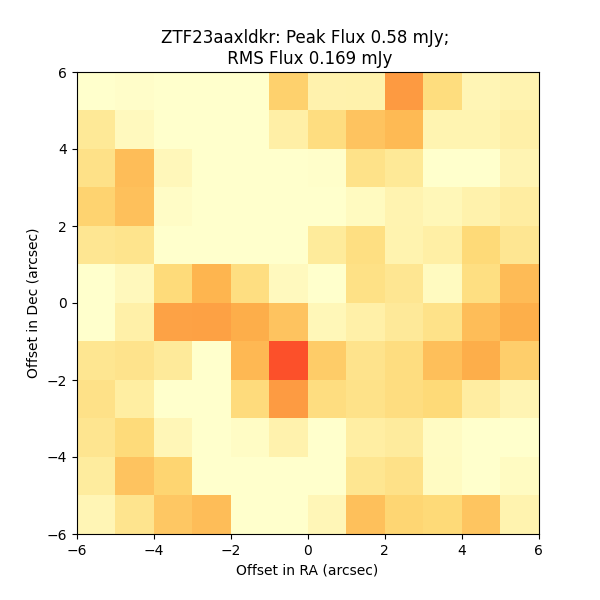 ZTF23aaxldkr: Peak Flux 0.58 mJy;
RMS Flux 0.169 mJy
6
4
2
0
−2
−4
−6
Offset in Dec (arcsec)
−6 −4 −2 0 2 4 6
Offset in RA (arcsec)